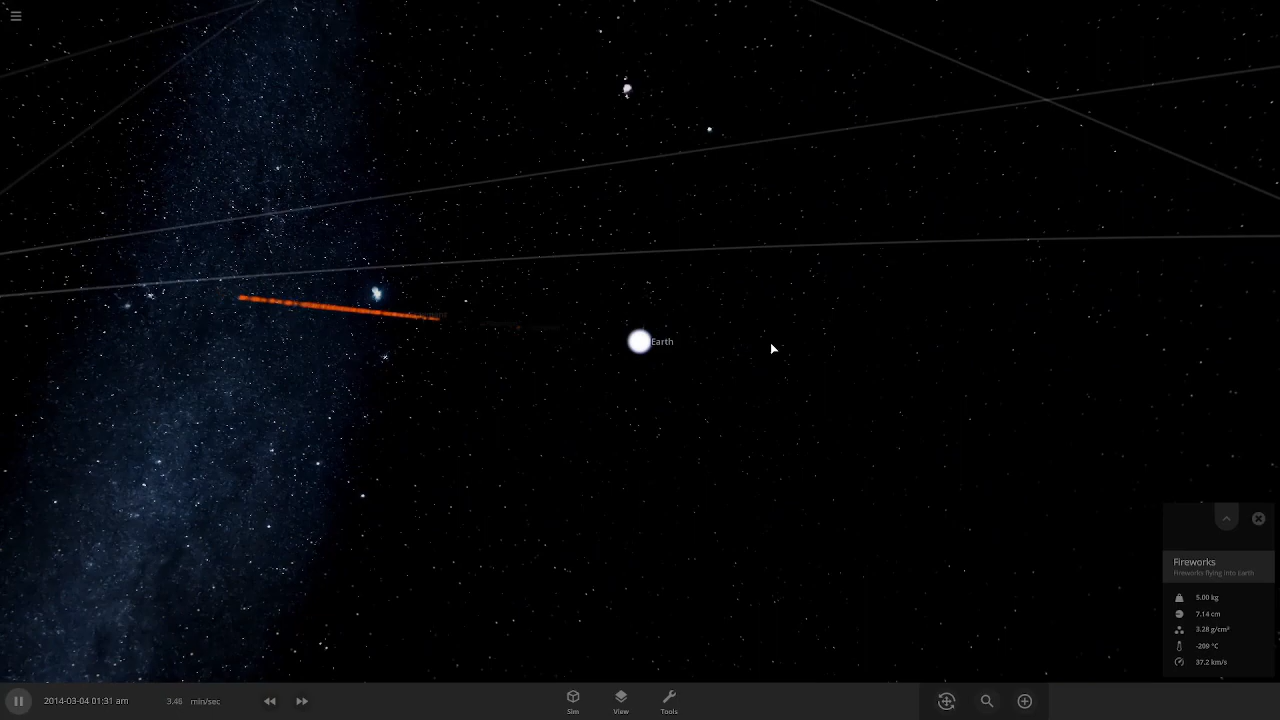 Earth
Fireworks
Fireworks flying into Earth
5.00 kg
7.14 cm
3.28 g/cm³
-209 °C
37.2 km/s
2014-03-04 01:31 am
3.46 min/sec
Sim
View
Tools